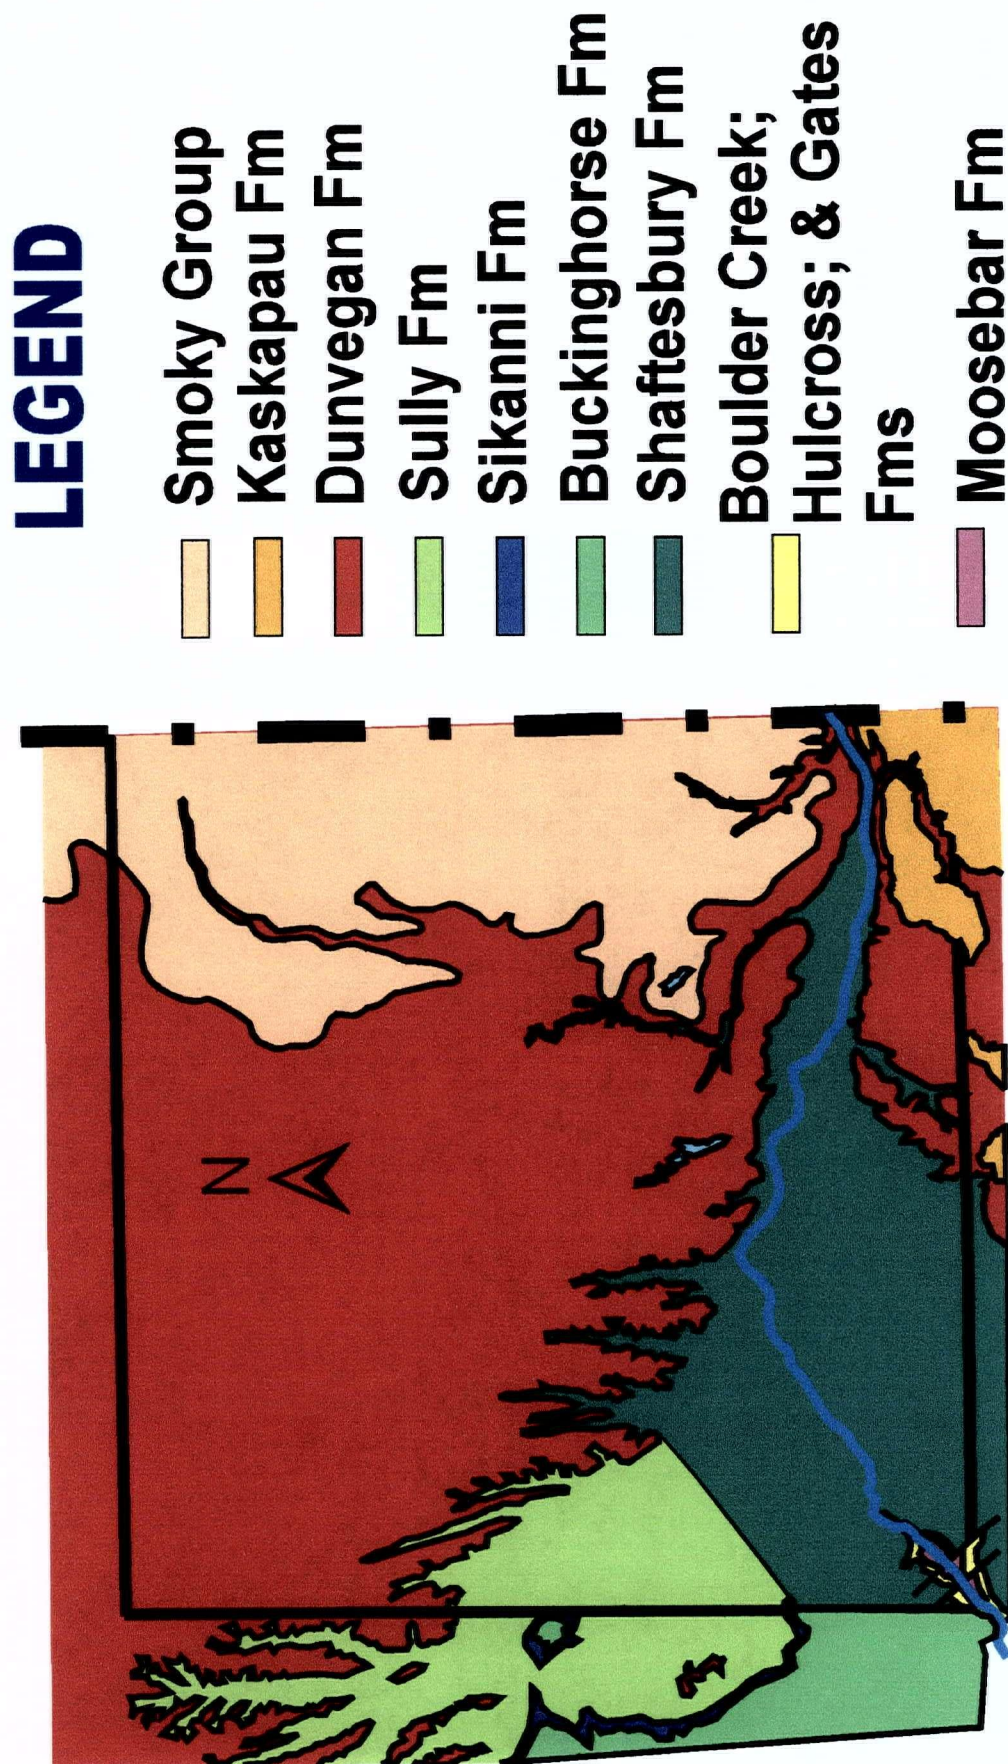 LEGEND
Smoky Group
Kaskapau Fm
Dunvegan Fm
Sully Fm
Sikanni Fm
Buckinghorse Fm
Shaftesbury Fm
Boulder Creek;
Hulcross; & Gates
Fms
Moosebar Fm
N